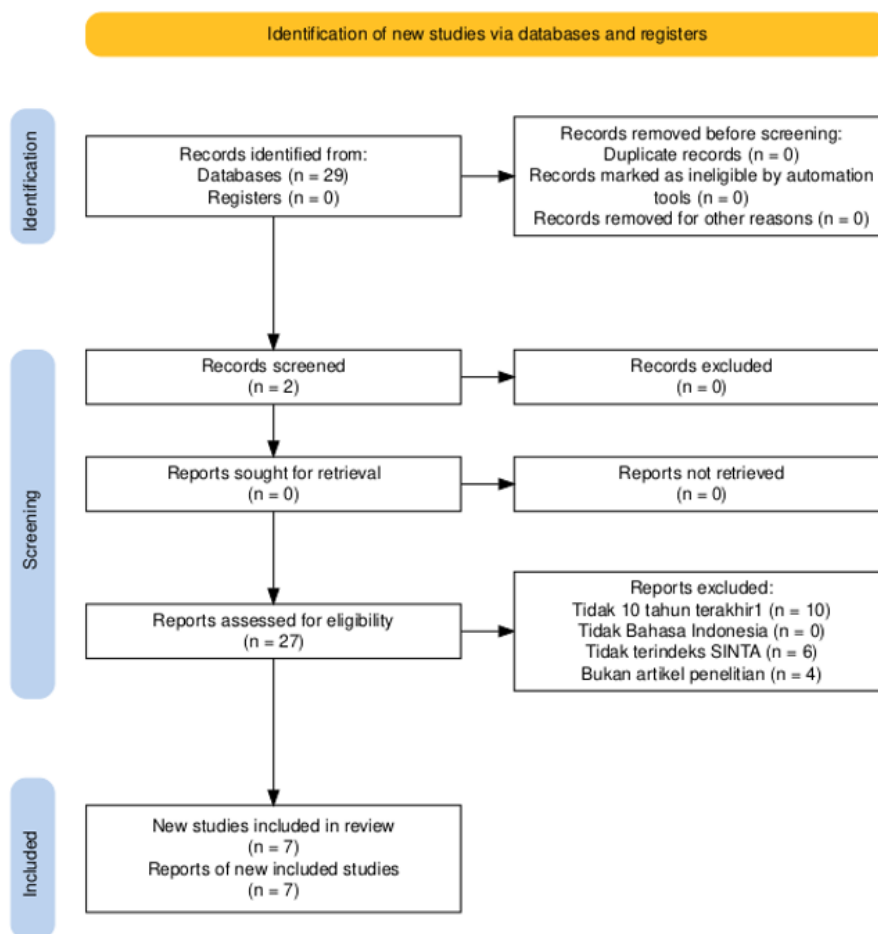 Identification of new studies via databases and registers
Identification
Records identified from:
Databases (n = 29)
Registers (n = 0)
Records removed before screening:
Duplicate records (n = 0)
Records marked as ineligible by automation
tools (n = 0)
Records removed for other reasons (n = 0)
Screening
Records screened
(n = 2)
Records excluded
(n = 0)
Reports sought for retrieval
(n = 0)
Reports not retrieved
(n = 0)
Reports assessed for eligibility
(n = 27)
Reports excluded:
Tidak 10 tahun terakhir1 (n = 10)
Tidak Bahasa Indonesia (n = 0)
Tidak terindeks SINTA (n = 6)
Bukan artikel penelitian (n = 4)
Included
New studies included in review
(n = 7)
Reports of new included studies
(n = 7)